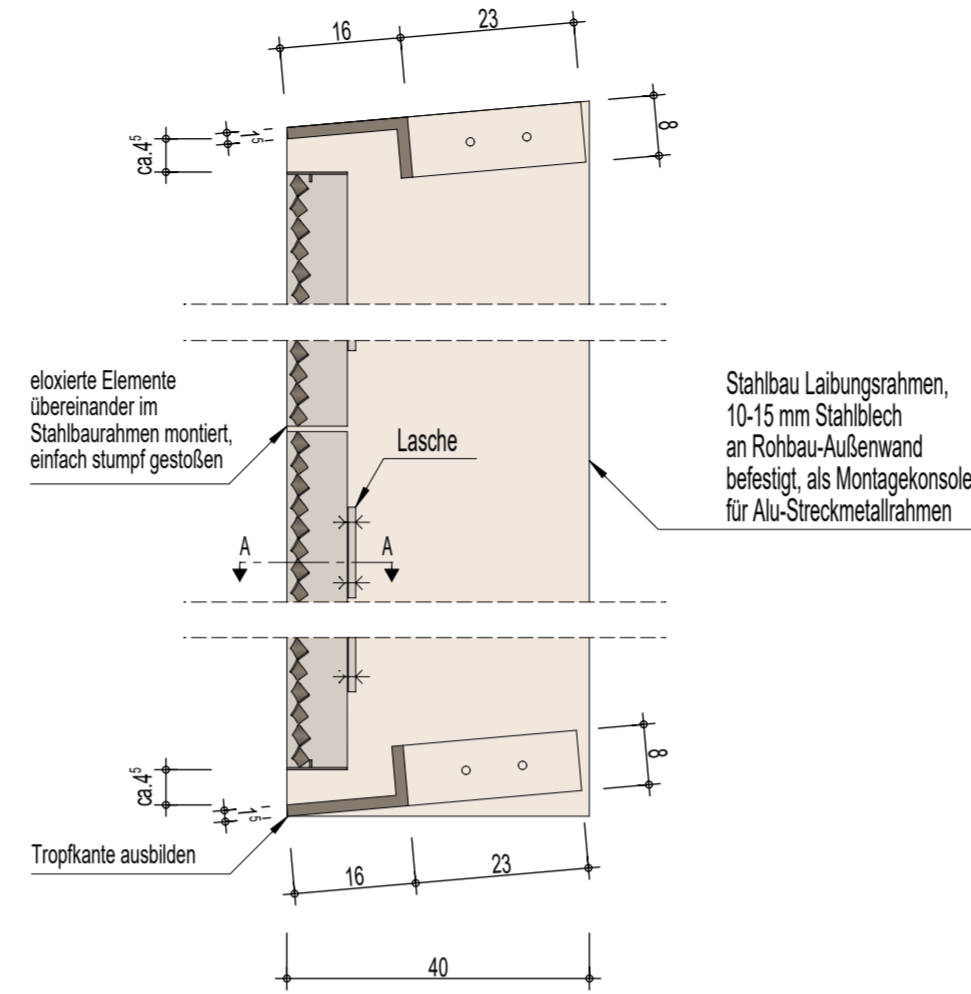 16
23
8
1⁵
ca.4⁵
eloxierte Elemente
übereinander im
Stahlbaurahmen montiert,
einfach stumpf gestoßen
Lasche
Stahlbau Laibungsrahmen,
10-15 mm Stahlblech
an Rohbau-Außenwand
befestigt, als Montagekonsole
für Alu-Streckmetallrahmen
A
A
8
ca.4⁵
1⁵
Tropfkante ausbilden
16
23
40